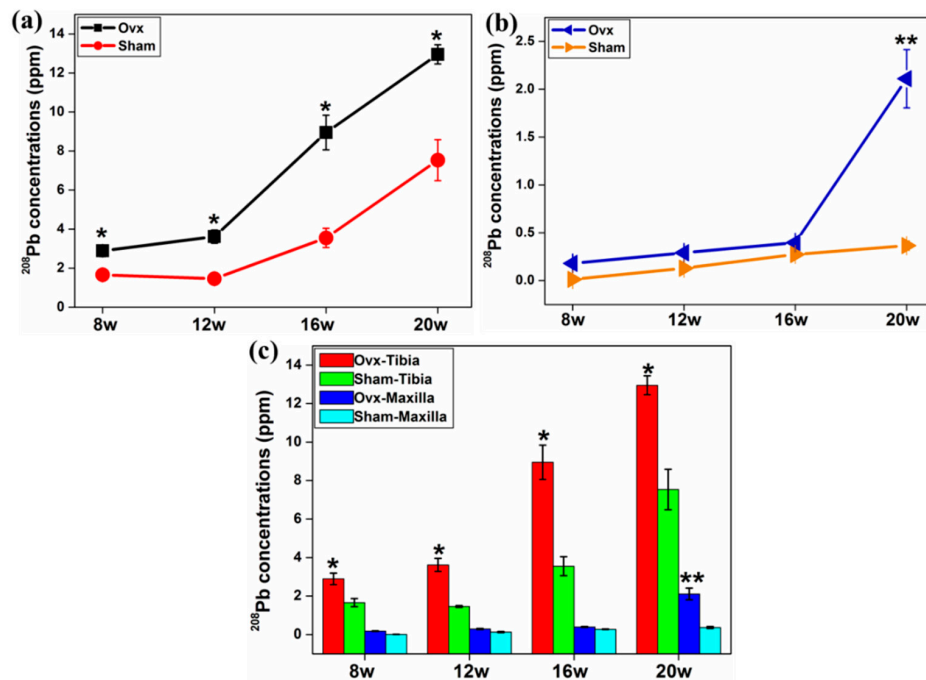 (a)
Ovx
Sham
14
12
10
8
6
4
2
0
²⁰⁸Pb concentrations (ppm)
*
*
*
*
8w 12w 16w 20w
(b)
Ovx
Sham
2.5
2.0
1.5
1.0
0.5
0.0
²⁰⁸Pb concentrations (ppm)
**
8w 12w 16w 20w
(c)
Ovx-Tibia
Sham-Tibia
Ovx-Maxilla
Sham-Maxilla
14
12
10
8
6
4
2
0
²⁰⁸Pb concentrations (ppm)
*
*
*
*
**
8w 12w 16w 20w